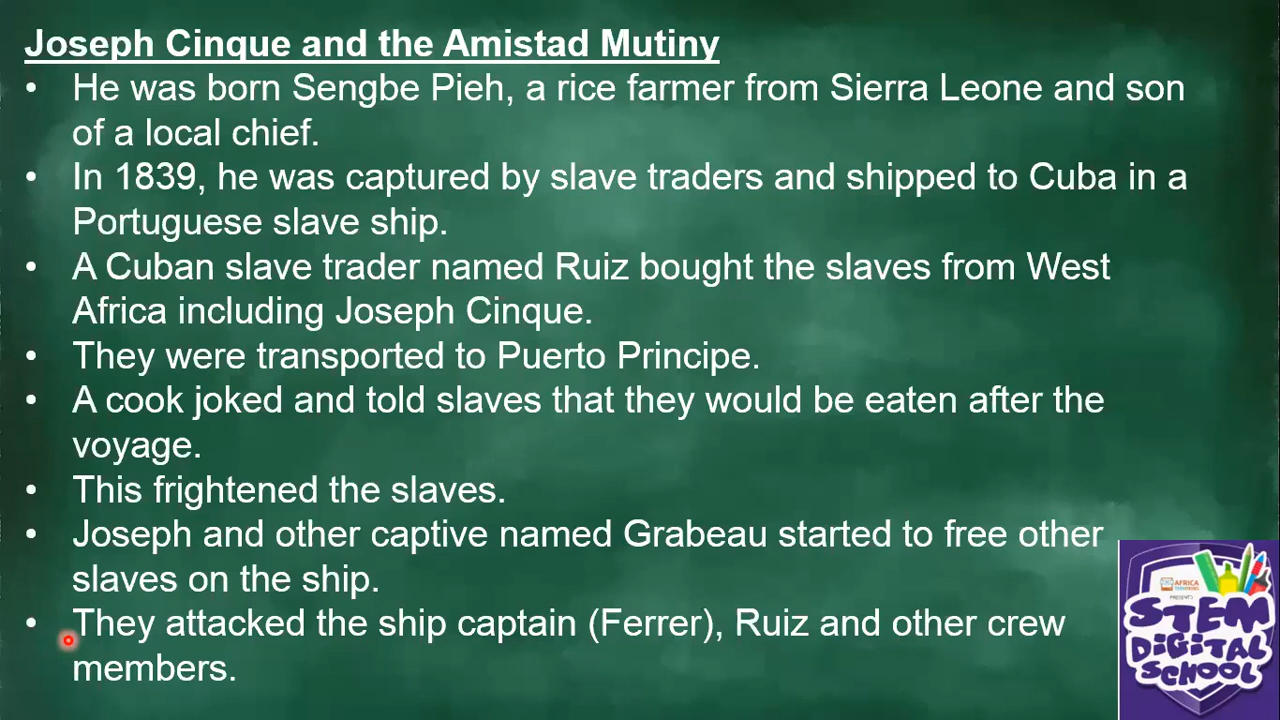 Joseph Cinque and the Amistad Mutiny
• He was born Sengbe Pieh, a rice farmer from Sierra Leone and son
of a local chief.
• In 1839, he was captured by slave traders and shipped to Cuba in a
Portuguese slave ship.
• A Cuban slave trader named Ruiz bought the slaves from West
Africa including Joseph Cinque.
• They were transported to Puerto Principe.
• A cook joked and told slaves that they would be eaten after the
voyage.
• This frightened the slaves.
• Joseph and other captive named Grabeau started to free other
slaves on the ship.
• They attacked the ship captain (Ferrer), Ruiz and other crew
members.
AFRICA
PRESENTS
STEM
DIGITAL
SCHOOL